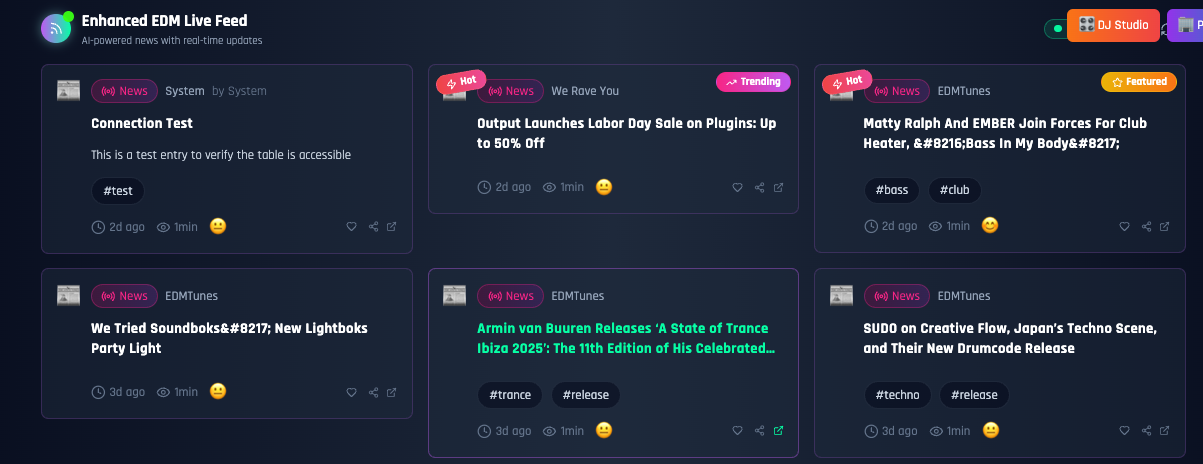 Enhanced EDM Live Feed
AI-powered news with real-time updates
DJ Studio
P
News System by System
Connection Test
This is a test entry to verify the table is accessible
#test
2d ago 1min
Hot News We Rave You Trending
Output Launches Labor Day Sale on Plugins: Up
to 50% Off
2d ago 1min
Hot News EDMTunes Featured
Matty Ralph And EMBER Join Forces For Club
Heater, &#8216;Bass In My Body&#8217;
#bass #club
2d ago 1min
News EDMTunes
We Tried Soundboks&#8217; New Lightboks
Party Light
3d ago 1min
News EDMTunes
Armin van Buuren Releases ‘A State of Trance
Ibiza 2025’: The 11th Edition of His Celebrated...
#trance #release
3d ago 1min
News EDMTunes
SUDO on Creative Flow, Japan’s Techno Scene,
and Their New Drumcode Release
#techno #release
3d ago 1min